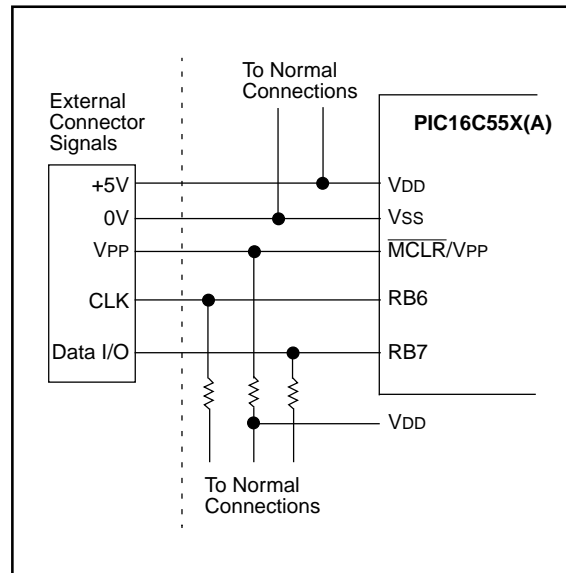 To Normal
Connections
External
Connector
Signals
PIC16C55X(A)
+5V
VDD
0V
VSS
VPP
MCLR/VPP
CLK
RB6
Data I/O
RB7
VDD
To Normal
Connections